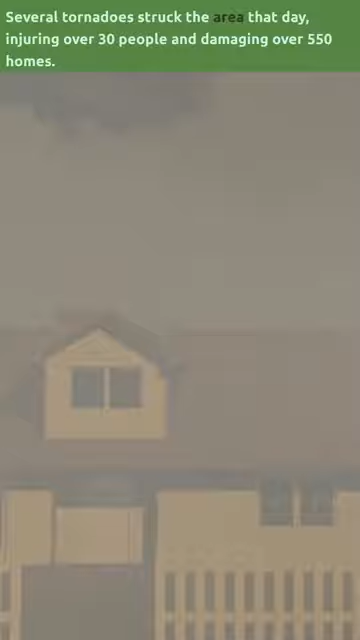 Several tornadoes struck the area that day,
injuring over 30 people and damaging over 550
homes.